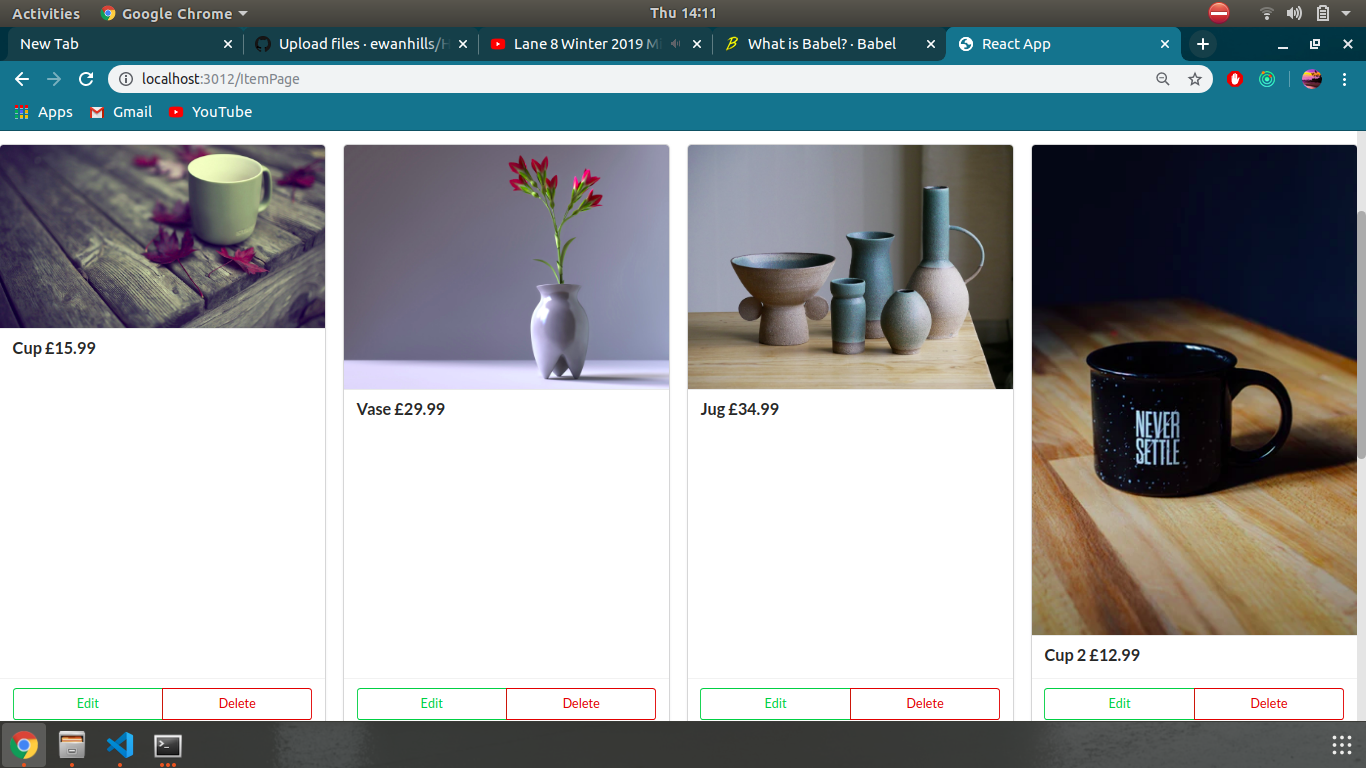 Activities Google Chrome Thu 14:11
New Tab Upload files · ewanhills/H Lane 8 Winter 2019 Mi What is Babel? · Babel React App
localhost:3012/ItemPage
Apps Gmail YouTube
NEVER
SETTLE
Cup £15.99
Vase £29.99
Jug £34.99
Cup 2 £12.99
Edit Delete Edit Delete Edit Delete Edit Delete